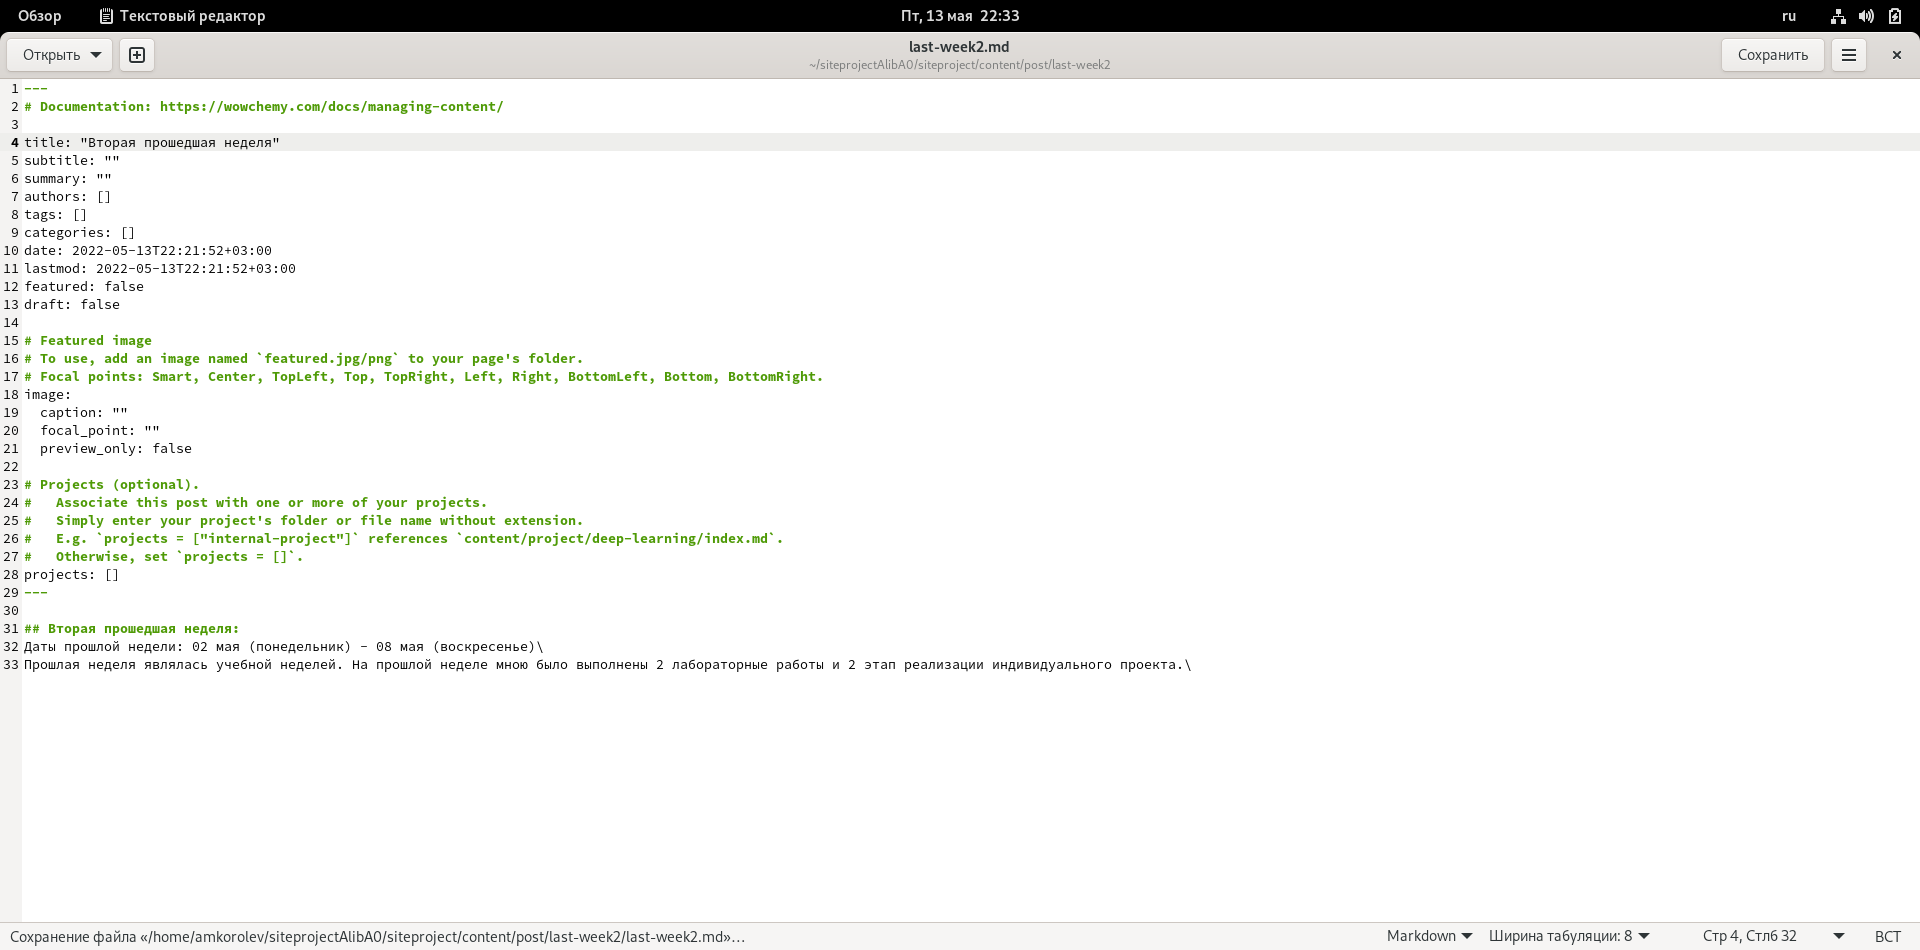 Обзор Текстовый редактор Пт, 13 мая 22:33 ru
Открыть last-week2.md Сохранить
~/siteprojectAlibA0/siteproject/content/post/last-week2
1 ---
2 # Documentation: https://wowchemy.com/docs/managing-content/
3
4 title: "Вторая прошедшая неделя"
5 subtitle: ""
6 summary: ""
7 authors: []
8 tags: []
9 categories: []
10 date: 2022-05-13T22:21:52+03:00
11 lastmod: 2022-05-13T22:21:52+03:00
12 featured: false
13 draft: false
14
15 # Featured image
16 # To use, add an image named `featured.jpg/png` to your page's folder.
17 # Focal points: Smart, Center, TopLeft, Top, TopRight, Left, Right, BottomLeft, Bottom, BottomRight.
18 image:
19   caption: ""
20   focal_point: ""
21   preview_only: false
22
23 # Projects (optional).
24 #   Associate this post with one or more of your projects.
25 #   Simply enter your project's folder or file name without extension.
26 #   E.g. `projects = ["internal-project"]` references `content/project/deep-learning/index.md`.
27 #   Otherwise, set `projects = []`.
28 projects: []
29 ---
30
31 ## Вторая прошедшая неделя:
32 Даты прошлой недели: 02 мая (понедельник) - 08 мая (воскресенье)\
33 Прошлая неделя являлась учебной неделей. На прошлой неделе мною было выполнены 2 лабораторные работы и 2 этап реализации индивидуального проекта.\
Сохранение файла «/home/amkorolev/siteprojectAlibA0/siteproject/content/post/last-week2/last-week2.md»… Markdown Ширина табуляции: 8 Стр 4, Стлб 32 ВСТ